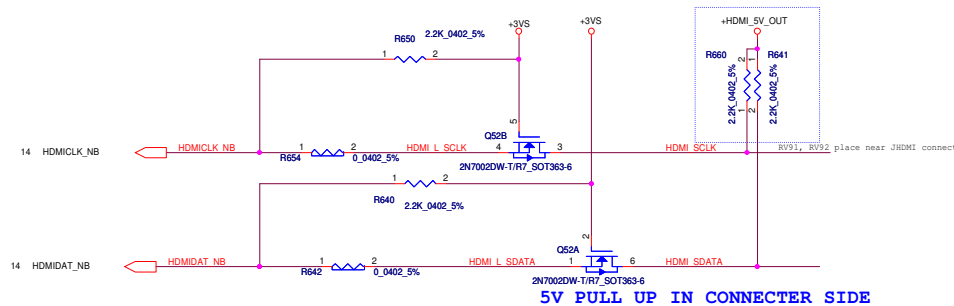 +3VS
+3VS
+HDMI_5V_OUT
R650
2.2K_0402_5%
1
2
R660
R641
2
1
2.2K_0402_5%
2.2K_0402_5%
1
2
5
Q52B
14 HDMICLK_NB
HDMICLK_NB
1
2
R654
0_0402_5%
HDMI_L_SCLK
4
3
HDMI_SCLK
RV91, RV92 place near JHDMI connect
2N7002DW-T/R7_SOT363-6
1
2
R640
2.2K_0402_5%
2
Q52A
14 HDMIDAT_NB
HDMIDAT_NB
1
2
R642
0_0402_5%
HDMI_L_SDATA
1
6
HDMI_SDATA
2N7002DW-T/R7_SOT363-6
5V PULL UP IN CONNECTER SIDE